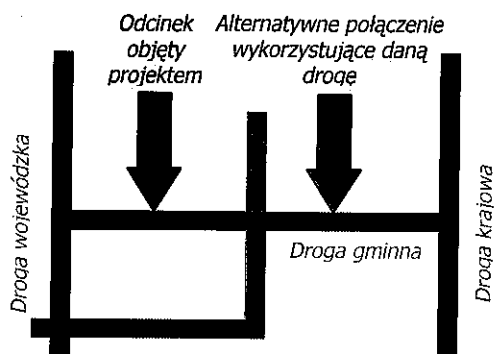 Odcinek
objęty
projektem
Alternatywne połączenie
wykorzystujące daną
drogę
Droga wojewódzka
Droga gminna
Droga krajowa